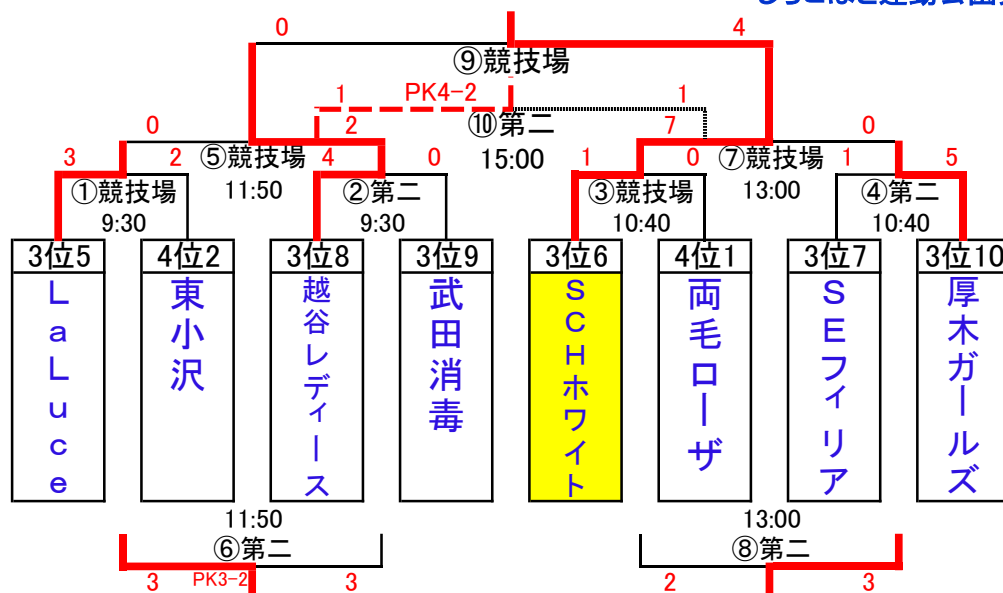 0 4
⑨競技場
1 PK4-2 1
0 2 ⑩第二 7 0
3 2 ⑤競技場 4 0 15:00 1 0 ⑦競技場 1 5
①競技場 11:50 ②第二 ③競技場 13:00 ④第二
9:30 9:30 10:40 10:40
3位5 4位2 3位8 3位9 3位6 4位1 3位7 3位10
LaLuce
東小沢
越谷レディース
武田消毒
SCHホワイト
両毛ローザ
SEフィリア
厚木ガールズ
11:50 13:00
⑥第二 ⑧第二
3 PK3-2 3 2 3